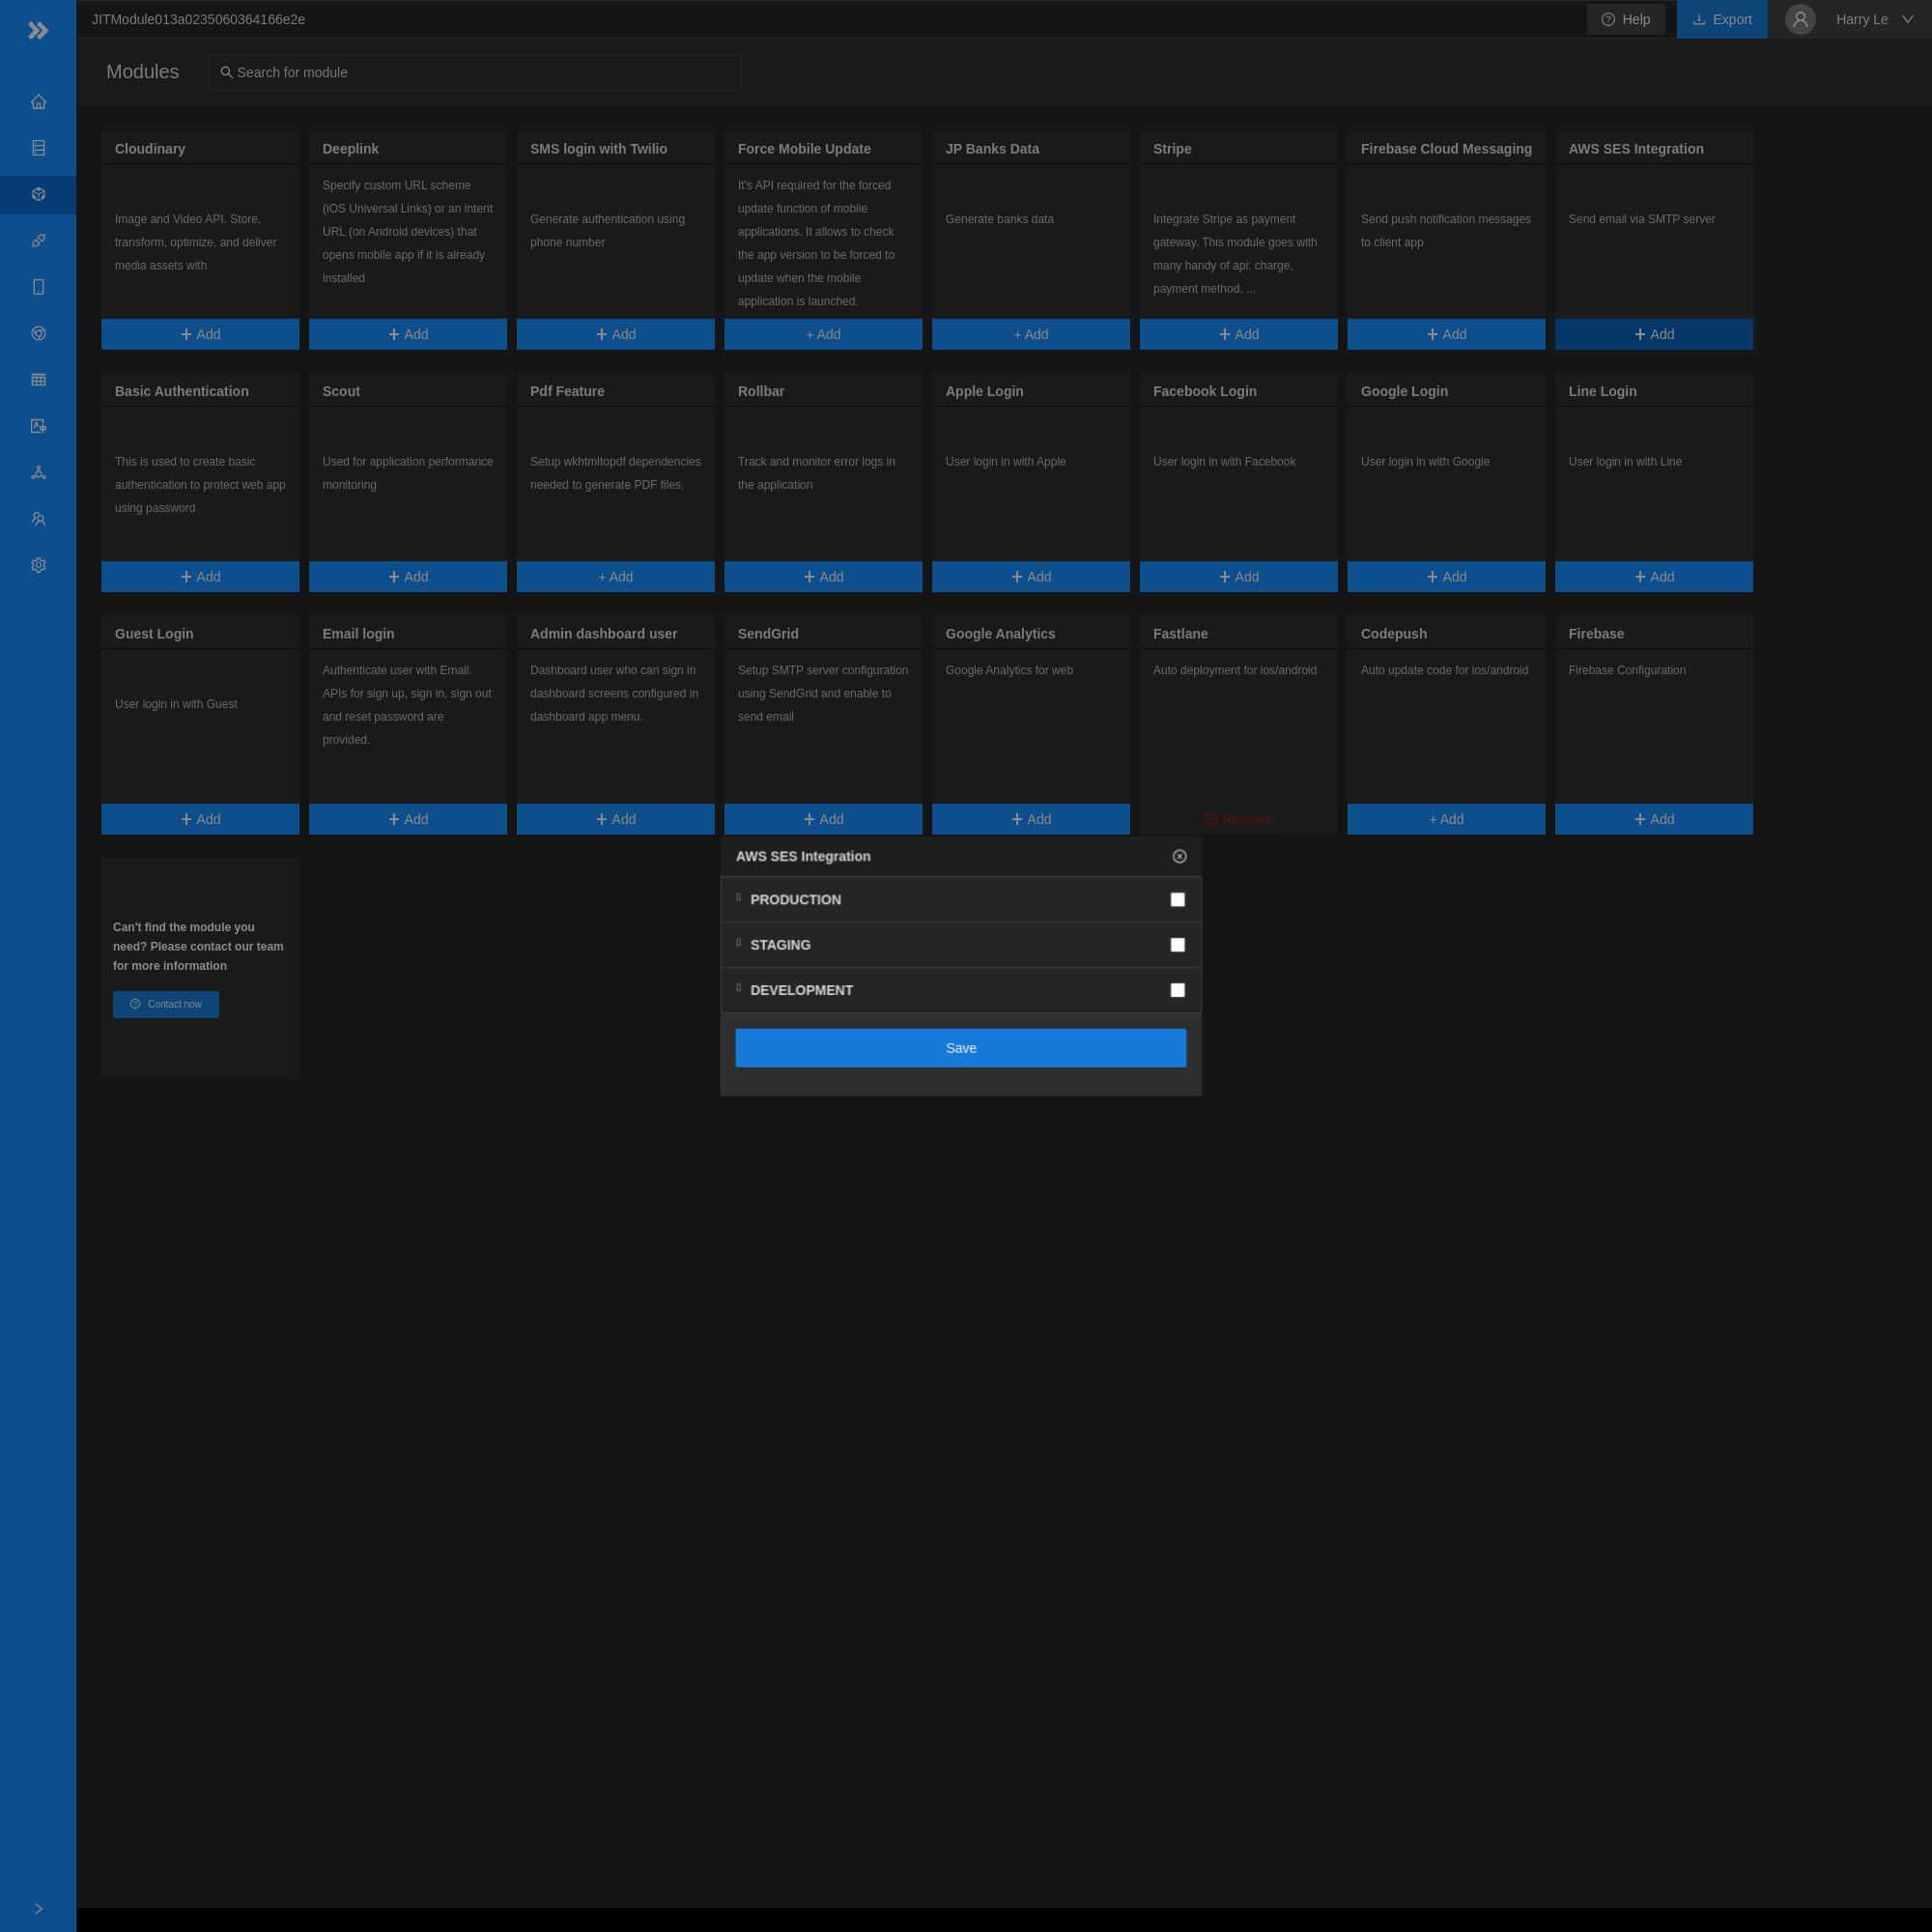 JITModule013a0235060364166e2e
Help
Export
Harry Le
Modules
Search for module
Cloudinary
Image and Video API. Store,
transform, optimize, and deliver
media assets with
+ Add
Deeplink
Specify custom URL scheme
(iOS Universal Links) or an intent
URL (on Android devices) that
opens mobile app if it is already
installed
+ Add
SMS login with Twilio
Generate authentication using
phone number
+ Add
Force Mobile Update
It's API required for the forced
update function of mobile
applications. It allows to check
the app version to be forced to
update when the mobile
application is launched.
+ Add
JP Banks Data
Generate banks data
+ Add
Stripe
Integrate Stripe as payment
gateway. This module goes with
many handy of api: charge,
payment method, ...
+ Add
Firebase Cloud Messaging
Send push notification messages
to client app
+ Add
AWS SES Integration
Send email via SMTP server
+ Add
Basic Authentication
This is used to create basic
authentication to protect web app
using password
+ Add
Scout
Used for application performance
monitoring
+ Add
Pdf Feature
Setup wkhtmltopdf dependencies
needed to generate PDF files.
+ Add
Rollbar
Track and monitor error logs in
the application
+ Add
Apple Login
User login in with Apple
+ Add
Facebook Login
User login in with Facebook
+ Add
Google Login
User login in with Google
+ Add
Line Login
User login in with Line
+ Add
Guest Login
User login in with Guest
+ Add
Email login
Authenticate user with Email.
APIs for sign up, sign in, sign out
and reset password are
provided.
+ Add
Admin dashboard user
Dashboard user who can sign in
dashboard screens configured in
dashboard app menu.
+ Add
SendGrid
Setup SMTP server configuration
using SendGrid and enable to
send email
+ Add
Google Analytics
Google Analytics for web
+ Add
Fastlane
Auto deployment for ios/android
Remove
Codepush
Auto update code for ios/android
+ Add
Firebase
Firebase Configuration
+ Add
Can't find the module you
need? Please contact our team
for more information
Contact now
AWS SES Integration
PRODUCTION
STAGING
DEVELOPMENT
Save